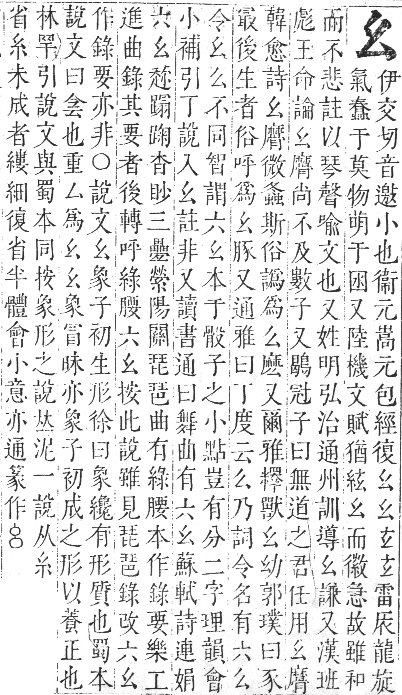 幺 伊交切音邀小也衞元嵩元包經復幺幺玄玄雷辰龍旋
氣蠢于莫物萌于困又陸機文賦猶絃幺而徽急故雖和
而不悲註以琴聲喩文也又姓明弘治通州訓導幺謙又漢班
彪王命論幺麿尚不及數子又鶡冠子曰無道之君任用幺麿
韓愈詩幺麿微螽斯俗譌爲么麽又爾雅釋獸幺幼郭璞曰豕
最後生者俗呼爲幺豚又通雅曰丁度云幺乃詞令名有六么
令幺么不同智謂六幺本于骰子之小點豈有分二字理韻會
小補引丁說入幺註非又讀書通曰舞曲有六幺蘇軾詩連娟
六幺趁蹋踘杳眇三疊縈陽關琵琶曲有綠腰本作錄要樂工
進曲錄其要者後轉呼綠腰六幺按此說雖見琵琶錄改六幺
作錄要亦非○說文幺象子初生形徐曰象纔有形質也蜀本
說文曰㑒也重厶爲幺幺象冒昧亦象子初成之形以養正也
林罕引說文與蜀本同按象形之說𠀤泥一說从糸
省糸未成者縷細復省半體會小意亦通篆作